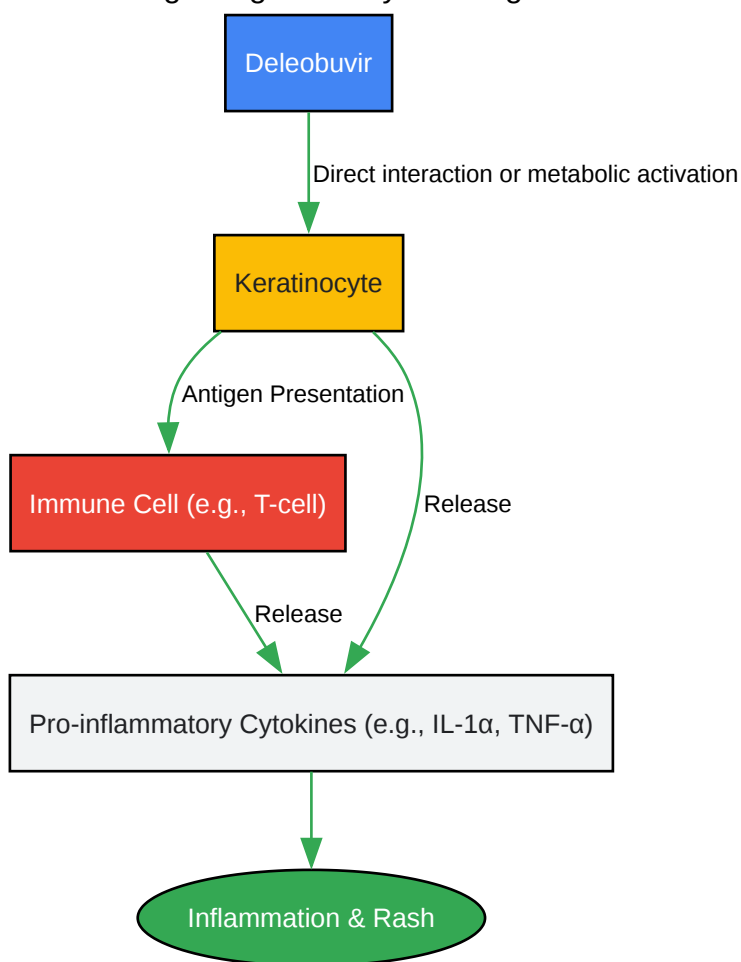 Deleobuvir
Direct interaction or metabolic activation
Keratinocyte
Antigen Presentation
Immune Cell (e.g., T-cell)
Release
Release
Pro-inflammatory Cytokines (e.g., IL-1α, TNF-α)
Inflammation & Rash